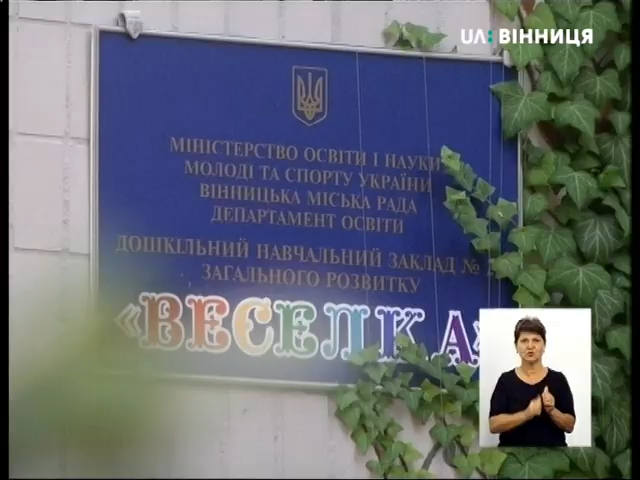 UA: ВІННИЦЯ
МІНІСТЕРСТВО ОСВІТИ І НАУКИ
МОЛОДІ ТА СПОРТУ УКРАЇНИ
ВІННИЦЬКА МІСЬКА РАДА
ДЕПАРТАМЕНТ ОСВІТИ
ДОШКІЛЬНИЙ НАВЧАЛЬНИЙ ЗАКЛАД №
ЗАГАЛЬНОГО РОЗВИТКУ
«ВЕСЕЛКА»